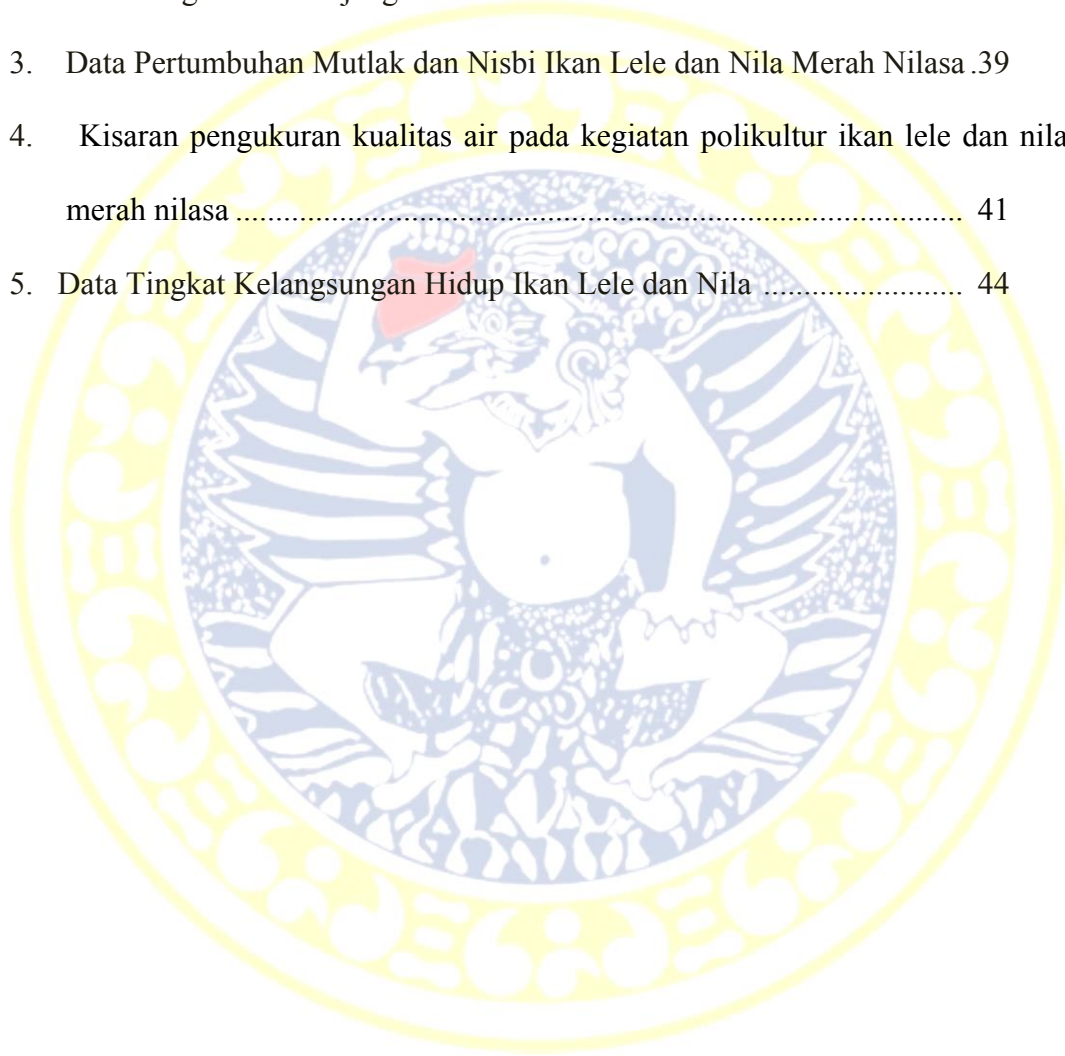 3. Data Pertumbuhan Mutlak dan Nisbi Ikan Lele dan Nila Merah Nilasa .39
4. Kisaran pengukuran kualitas air pada kegiatan polikultur ikan lele dan nila
merah nilasa ............................................................................................ 41
5. Data Tingkat Kelangsungan Hidup Ikan Lele dan Nila ......................... 44